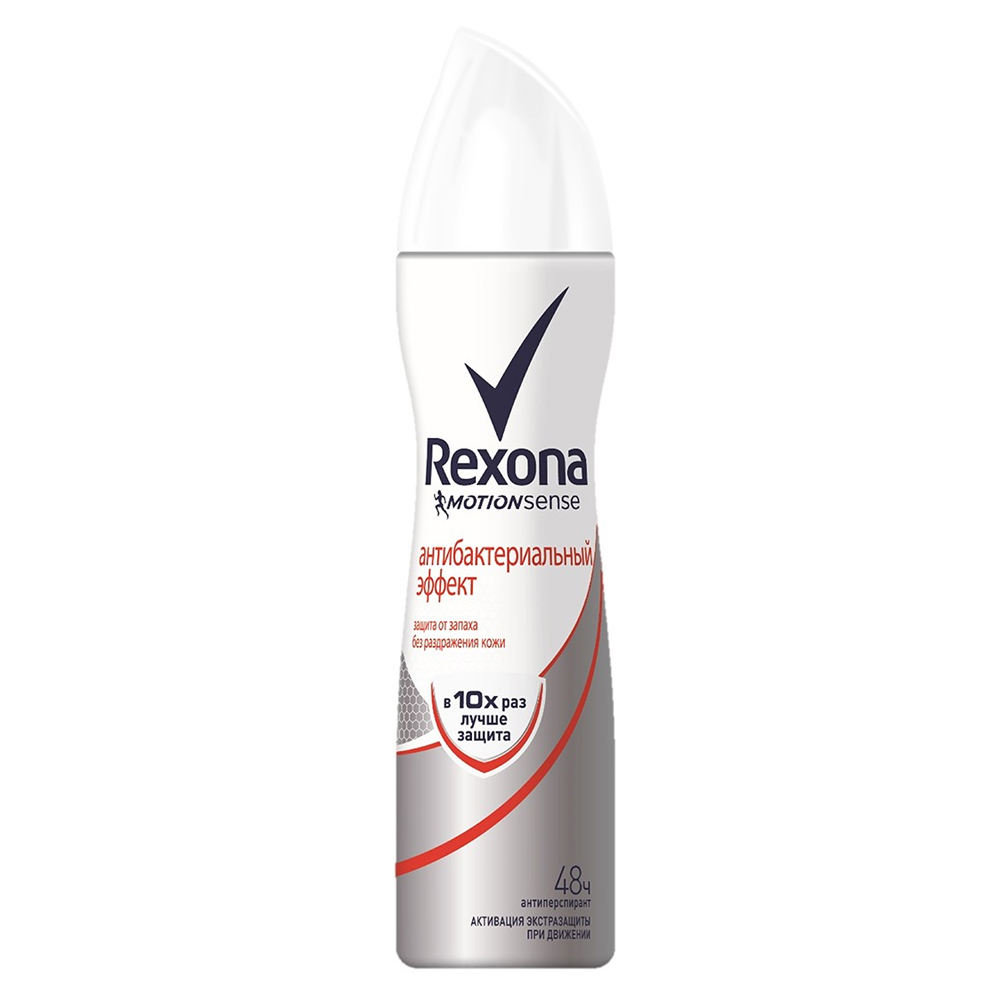 Rexona
MOTIONsense
антибактериальный
эффект
защита от запаха
без раздражения кожи
в 10x раз
лучше
защита
48ч
антиперспирант
АКТИВАЦИЯ ЭКСТРАЗАЩИТЫ
ПРИ ДВИЖЕНИИ